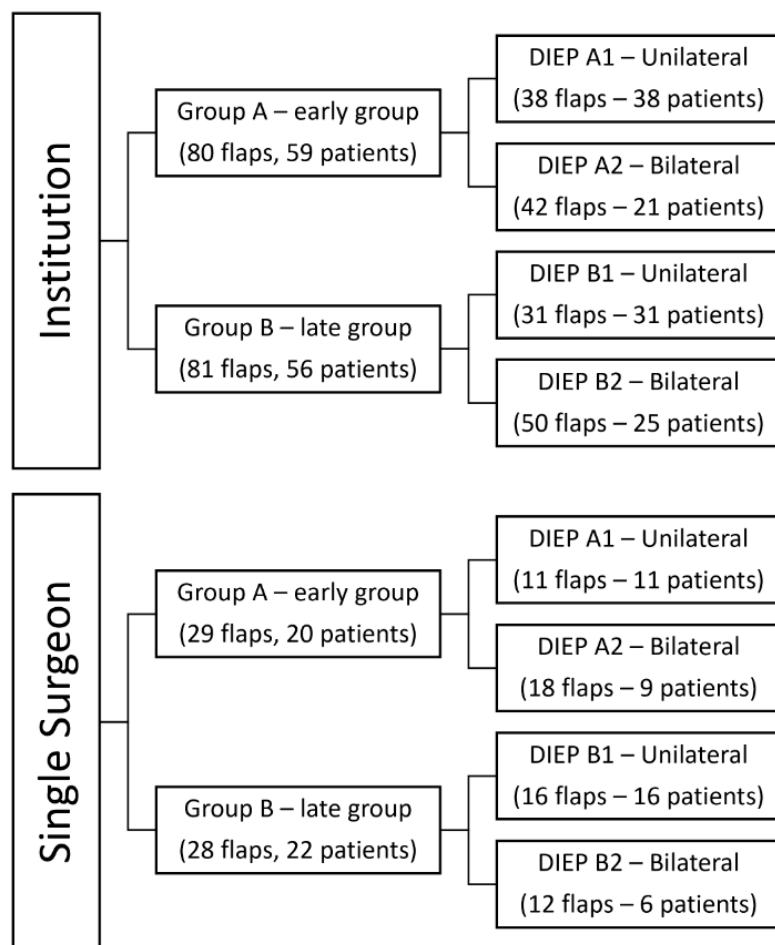 Institution
Group A – early group
(80 flaps, 59 patients)
DIEP A1 – Unilateral
(38 flaps – 38 patients)
DIEP A2 – Bilateral
(42 flaps – 21 patients)
Group B – late group
(81 flaps, 56 patients)
DIEP B1 – Unilateral
(31 flaps – 31 patients)
DIEP B2 – Bilateral
(50 flaps – 25 patients)
Single Surgeon
Group A – early group
(29 flaps, 20 patients)
DIEP A1 – Unilateral
(11 flaps – 11 patients)
DIEP A2 – Bilateral
(18 flaps – 9 patients)
Group B – late group
(28 flaps, 22 patients)
DIEP B1 – Unilateral
(16 flaps – 16 patients)
DIEP B2 – Bilateral
(12 flaps – 6 patients)